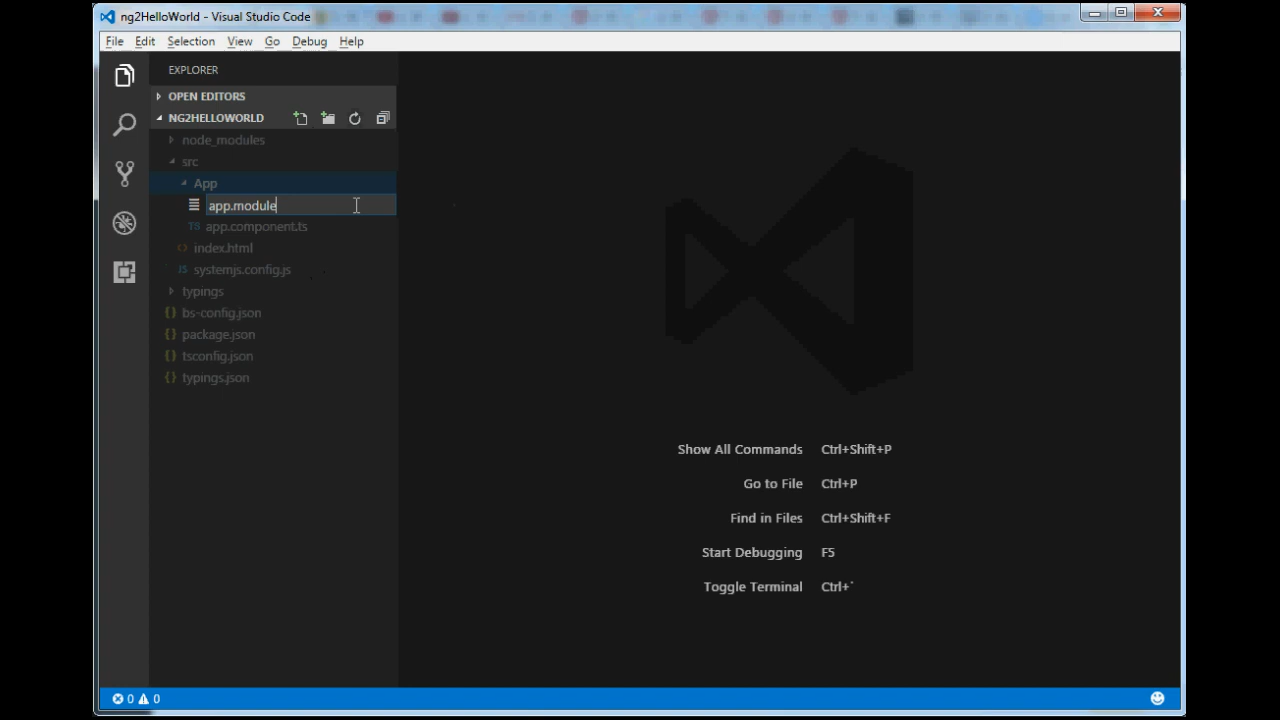 ng2HelloWorld - Visual Studio Code
File Edit Selection View Go Debug Help
EXPLORER
OPEN EDITORS
NG2HELLOWORLD
node_modules
src
App
app.module
TS app.component.ts
<> index.html
JS systemjs.config.js
typings
{} bs-config.json
{} package.json
{} tsconfig.json
{} typings.json
Show All Commands Ctrl+Shift+P
Go to File Ctrl+P
Find in Files Ctrl+Shift+F
Start Debugging F5
Toggle Terminal Ctrl+`
0 0